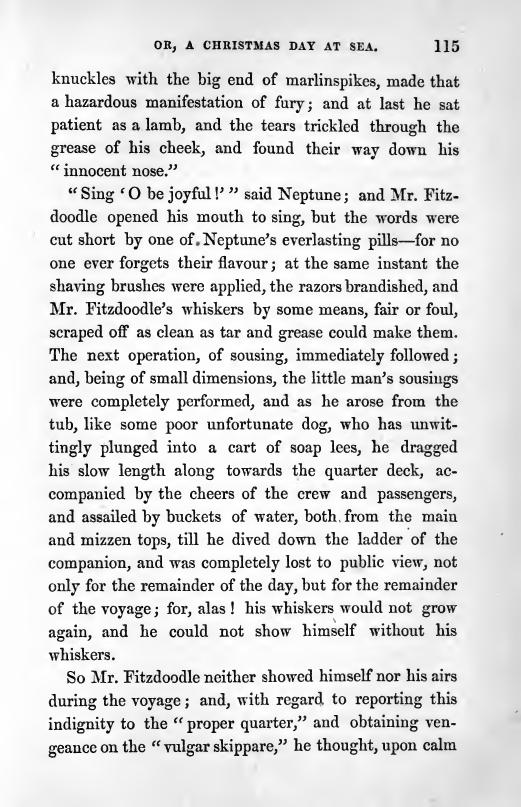 OR, A CHRISTMAS DAY AT SEA. 115
knuckles with the big end of marlinspikes, made that
a hazardous manifestation of fury; and at last he sat
patient as a lamb, and the tears trickled through the
grease of his cheek, and found their way down his
“innocent nose.”
“Sing ‘O be joyful!’” said Neptune; and Mr. Fitz-
doodle opened his mouth to sing, but the words were
cut short by one of Neptune’s everlasting pills—for no
one ever forgets their flavour; at the same instant the
shaving brushes were applied, the razors brandished, and
Mr. Fitzdoodle’s whiskers by some means, fair or foul,
scraped off as clean as tar and grease could make them.
The next operation, of sousing, immediately followed;
and, being of small dimensions, the little man’s sousings
were completely performed, and as he arose from the
tub, like some poor unfortunate dog, who has unwit-
tingly plunged into a cart of soap lees, he dragged
his slow length along towards the quarter deck, ac-
companied by the cheers of the crew and passengers,
and assailed by buckets of water, both from the main
and mizzen tops, till he dived down the ladder of the
companion, and was completely lost to public view, not
only for the remainder of the day, but for the remainder
of the voyage; for, alas! his whiskers would not grow
again, and he could not show himself without his
whiskers.
So Mr. Fitzdoodle neither showed himself nor his airs
during the voyage; and, with regard to reporting this
indignity to the “proper quarter,” and obtaining ven-
geance on the “vulgar skippare,” he thought, upon calm